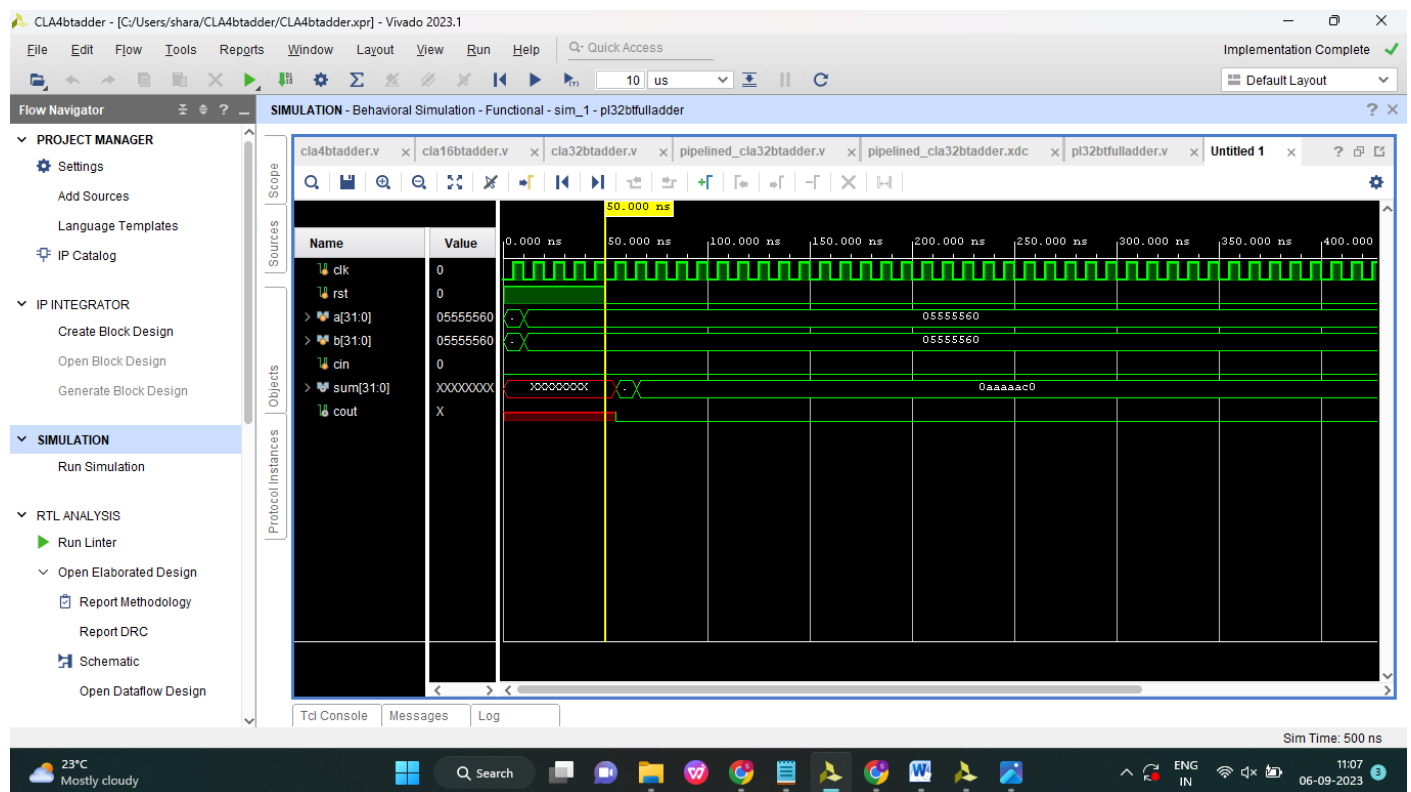 CLA4btadder - [C:/Users/shara/CLA4btadder/CLA4btadder.xpr] - Vivado 2023.1
File Edit Flow Tools Reports Window Layout View Run Help Q- Quick Access Implementation Complete
10 us Default Layout
Flow Navigator ? SIMULATION - Behavioral Simulation - Functional - sim_1 - pl32btfulladder ?
PROJECT MANAGER
Settings
Add Sources
Language Templates
IP Catalog
IP INTEGRATOR
Create Block Design
Open Block Design
Generate Block Design
SIMULATION
Run Simulation
RTL ANALYSIS
Run Linter
Open Elaborated Design
Report Methodology
Report DRC
Schematic
Open Dataflow Design
Scope
Sources
Objects
Protocol Instances
cla4btadder.v cla16btadder.v cla32btadder.v pipelined_cla32btadder.v pipelined_cla32btadder.xdc pl32btfulladder.v Untitled 1 ?
50.000 ns
Name Value 0.000 ns 50.000 ns 100.000 ns 150.000 ns 200.000 ns 250.000 ns 300.000 ns 350.000 ns 400.000
clk 0
rst 0
a[31:0] 05555560 05555560
b[31:0] 05555560 05555560
cin 0
sum[31:0] XXXXXXXX XXXXXXXX 0aaaaac0
cout X
Tcl Console Messages Log
Sim Time: 500 ns
23°C
Mostly cloudy
Search
ENG
IN
11:07
06-09-2023
3